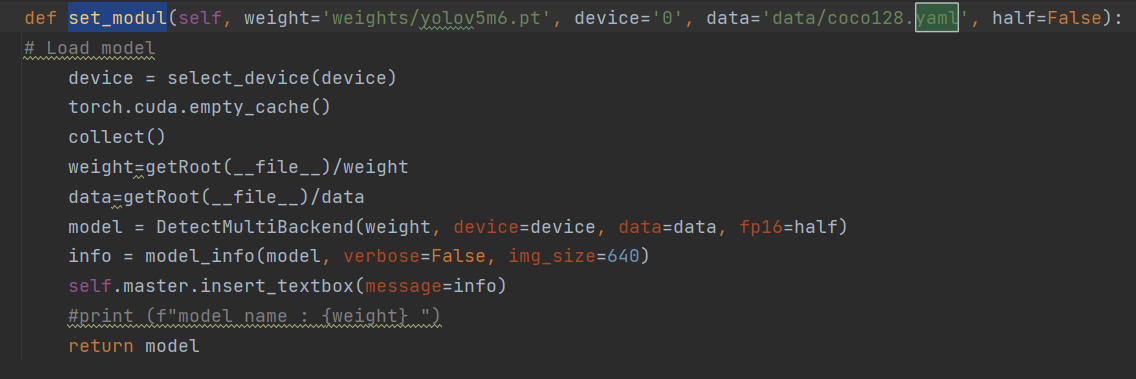 def set_modul(self, weight='weights/yolov5m6.pt', device='0', data='data/coco128.yaml', half=False):
# Load model
device = select_device(device)
torch.cuda.empty_cache()
collect()
weight=getRoot(__file__)/weight
data=getRoot(__file__)/data
model = DetectMultiBackend(weight, device=device, data=data, fp16=half)
info = model_info(model, verbose=False, img_size=640)
self.master.insert_textbox(message=info)
#print (f"model name : {weight} ")
return model